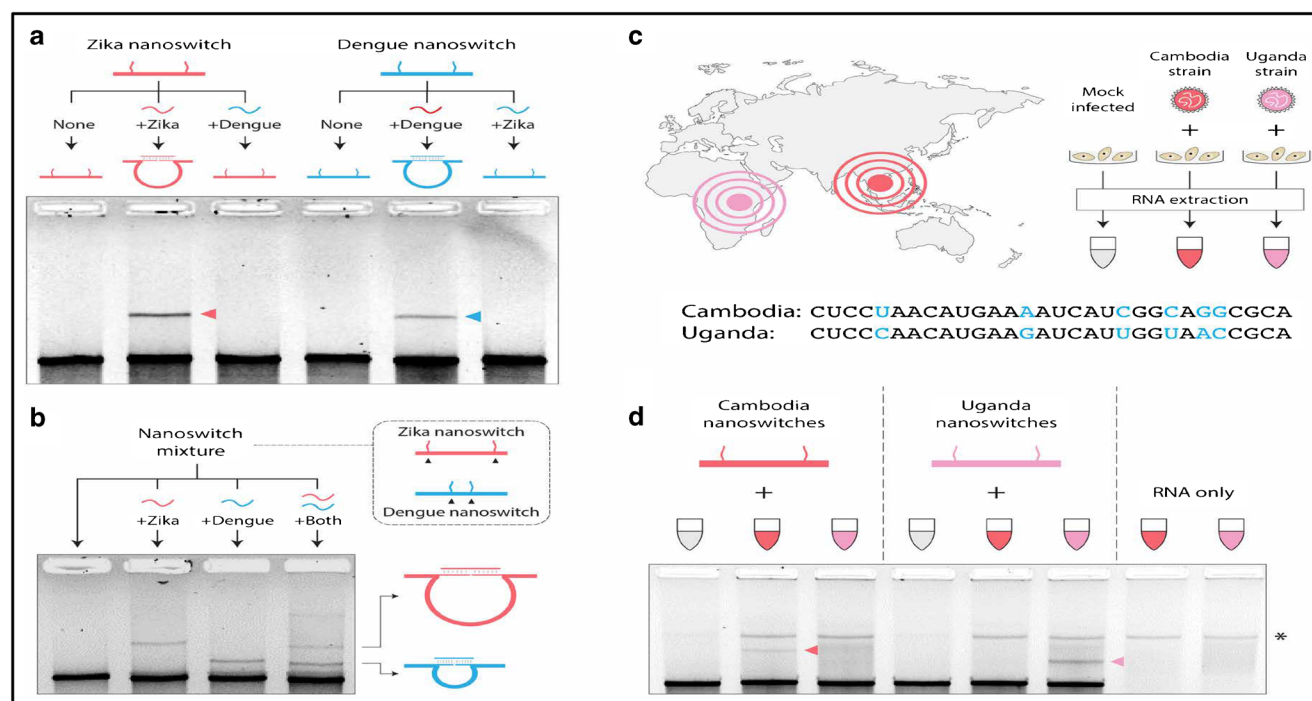 a
Zika nanoswitch
Dengue nanoswitch
None
+Zika
+Dengue
None
+Dengue
+Zika
b
Nanoswitch
mixture
+Zika
+Dengue
+Both
Zika nanoswitch
Dengue nanoswitch
c
Mock
infected
Cambodia
strain
+
Uganda
strain
+
RNA extraction
Cambodia: CUCCUAACAUGAAAAUCAUCGGCAGGCGCA
Uganda: CUCCCAACAUGAAGAUCAUUGGUAACCGCA
d
Cambodia
nanoswitches
+
Uganda
nanoswitches
+
RNA only
*